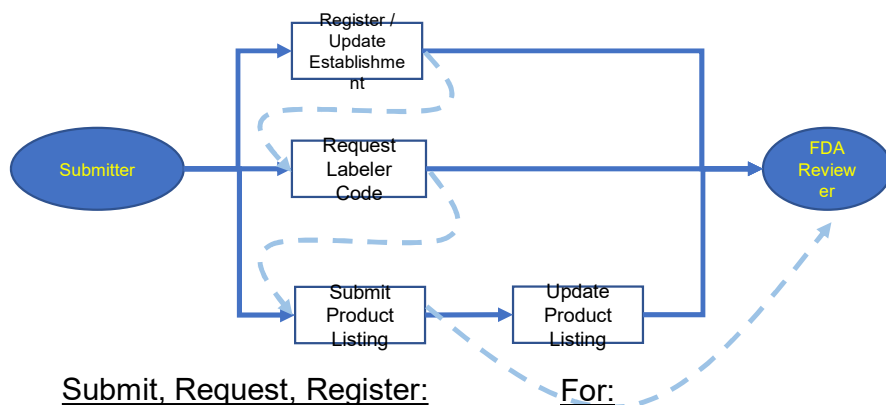 Register /
Update
Establishme
nt
Submitter
Request
Labeler
Code
FDA
Review
er
Submit
Product
Listing
Update
Product
Listing
Submit, Request, Register:
For: